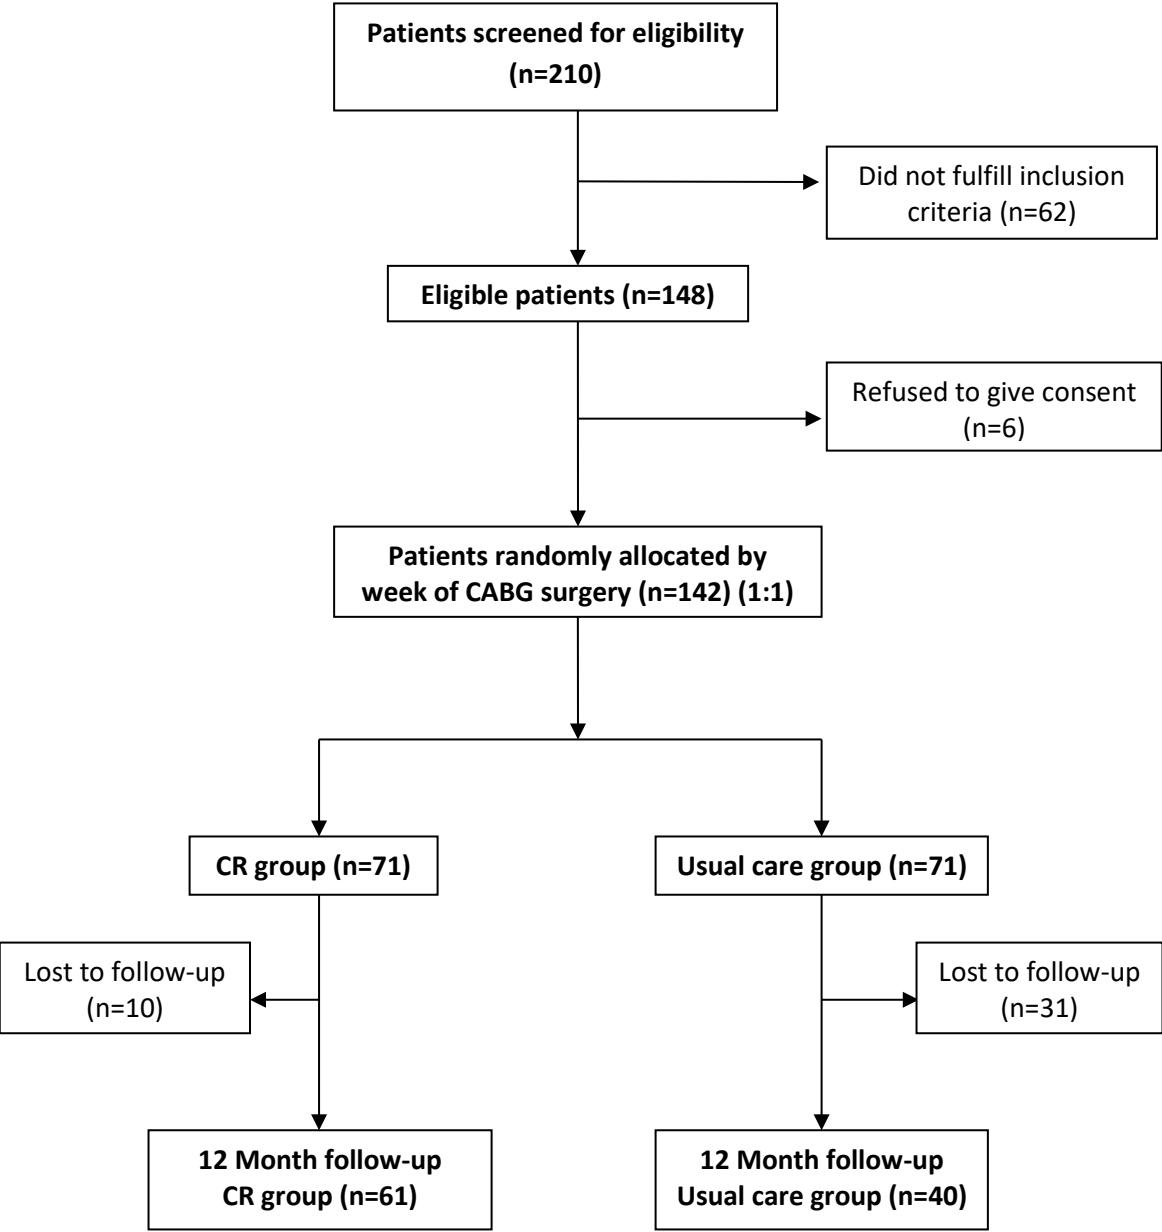 Patients screened for eligibility
(n=210)
Did not fulfill inclusion
criteria (n=62)
Eligible patients (n=148)
Refused to give consent
(n=6)
Patients randomly allocated by
week of CABG surgery (n=142) (1:1)
CR group (n=71)
Usual care group (n=71)
Lost to follow-up
(n=10)
Lost to follow-up
(n=31)
12 Month follow-up
CR group (n=61)
12 Month follow-up
Usual care group (n=40)